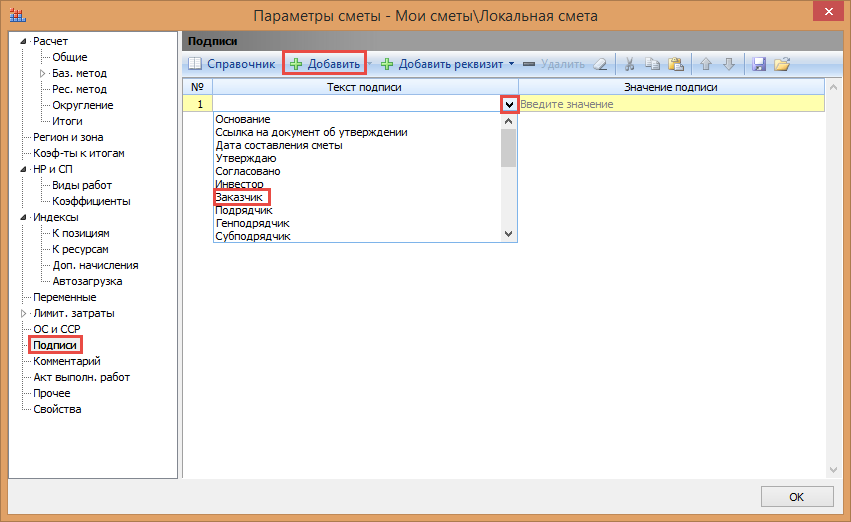 Параметры сметы - Мои сметы\Локальная смета
Расчет
Общие
Баз. метод
Рес. метод
Округление
Итоги
Регион и зона
Коэф-ты к итогам
НР и СП
Виды работ
Коэффициенты
Индексы
К позициям
К ресурсам
Доп. начисления
Автозагрузка
Переменные
Лимит. затраты
ОС и ССР
Подписи
Комментарий
Акт выполн. работ
Прочее
Свойства
Подписи
Справочник Добавить Добавить реквизит Удалить
№ Текст подписи Значение подписи
1 Введите значение
Основание
Ссылка на документ об утверждении
Дата составления сметы
Утверждаю
Согласовано
Инвестор
Заказчик
Подрядчик
Генподрядчик
Субподрядчик
OK